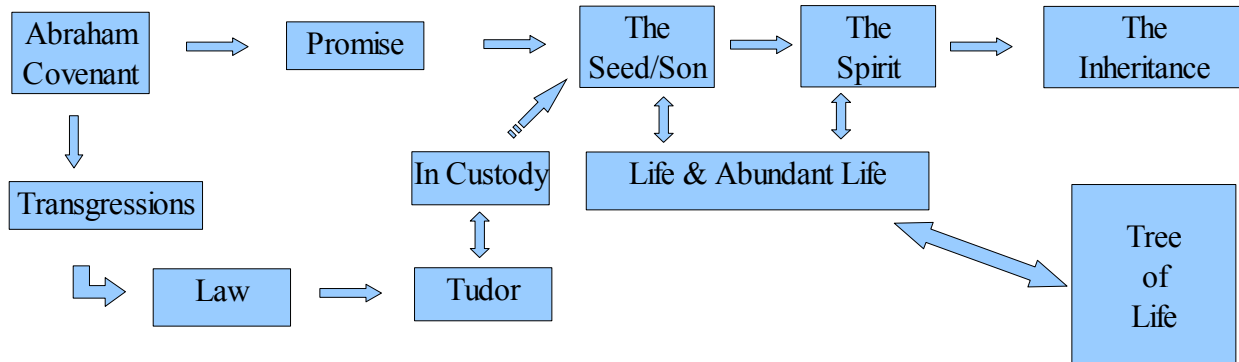 Abraham
Covenant
Promise
The
Seed/Son
The
Spirit
The
Inheritance
In Custody
Life & Abundant Life
Transgressions
Tree
of
Life
Law
Tudor